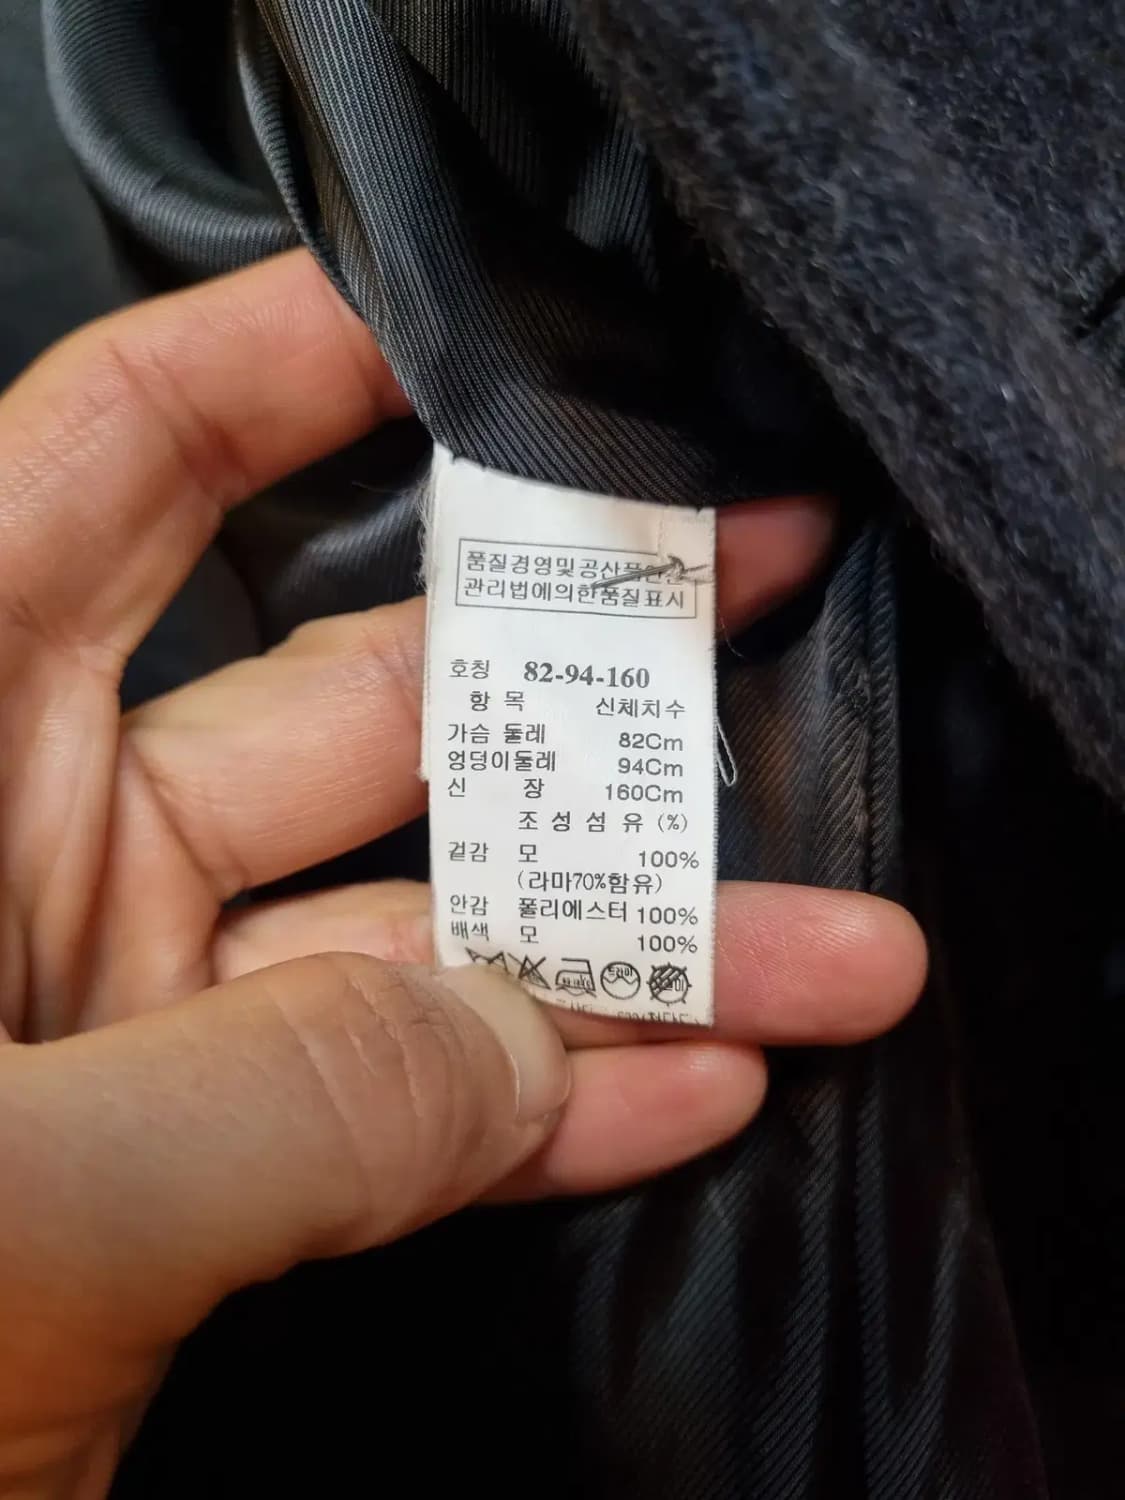 품질경영및공산품안전
관리법에의한품질표시
호칭 82-94-160
항목 신체치수
가슴 둘레 82Cm
엉덩이둘레 94Cm
신 장 160Cm
조 성 섬 유 (%)
겉감 모 100%
(라마70%함유)
안감 폴리에스터 100%
배색 모 100%
드라이